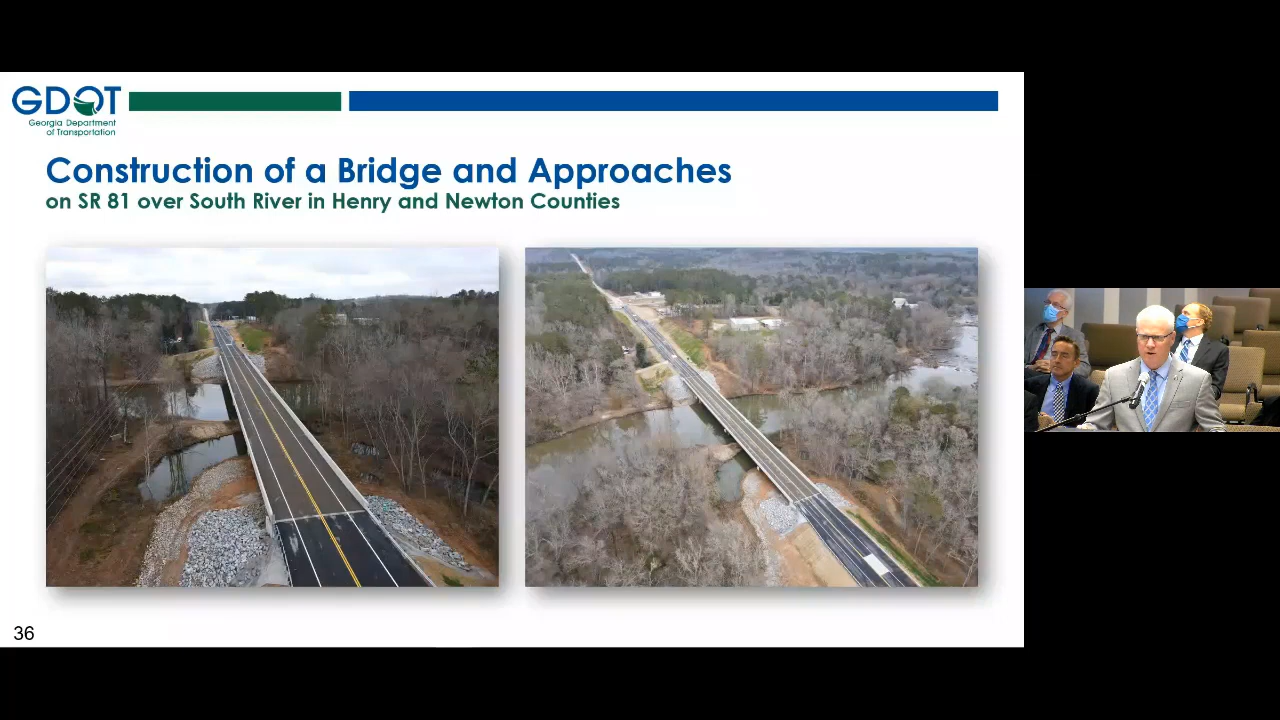 GDOT
Georgia Department
of Transportation
Construction of a Bridge and Approaches
on SR 81 over South River in Henry and Newton Counties
36